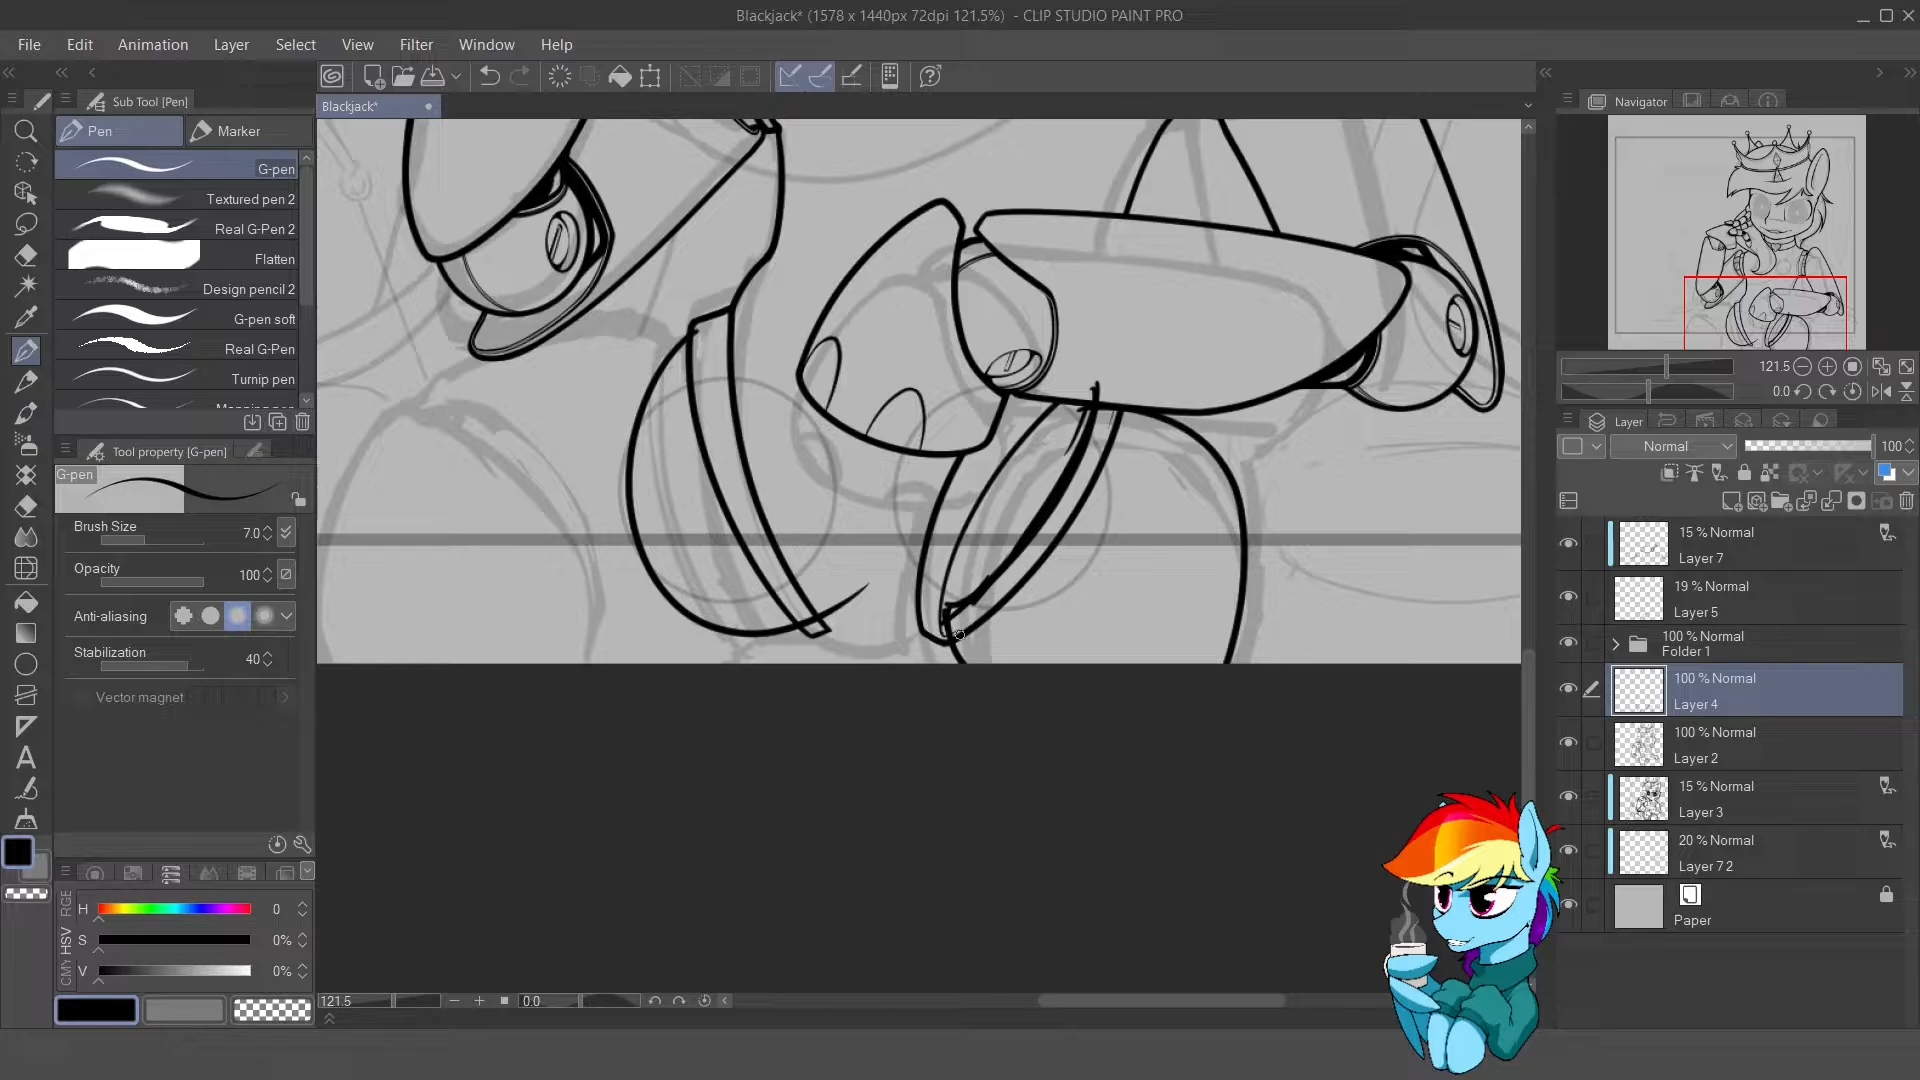 Blackjack* (1578 x 1440px 72dpi 121.5%)  - CLIP STUDIO PAINT PRO
File Edit Animation Layer Select View Filter Window Help
Sub Tool [Pen]
Blackjack*
Navigator
Pen Marker
G-pen
Textured pen 2
Real G-Pen 2
Flatten
Design pencil 2
G-pen soft
Real G-Pen
Turnip pen
121.5
0.0
Tool property [G-pen]
G-pen
Brush Size 7.0
Opacity 100
Anti-aliasing
Stabilization 40
Vector magnet
Layer
Normal 100
15 % Normal
Layer 7
19 % Normal
Layer 5
100 % Normal
Folder 1
100 % Normal
Layer 4
100 % Normal
Layer 2
15 % Normal
Layer 3
20 % Normal
Layer 7 2
Paper
RGB
HSV
CMY
H 0
S 0%
V 0%
121.5 0.0